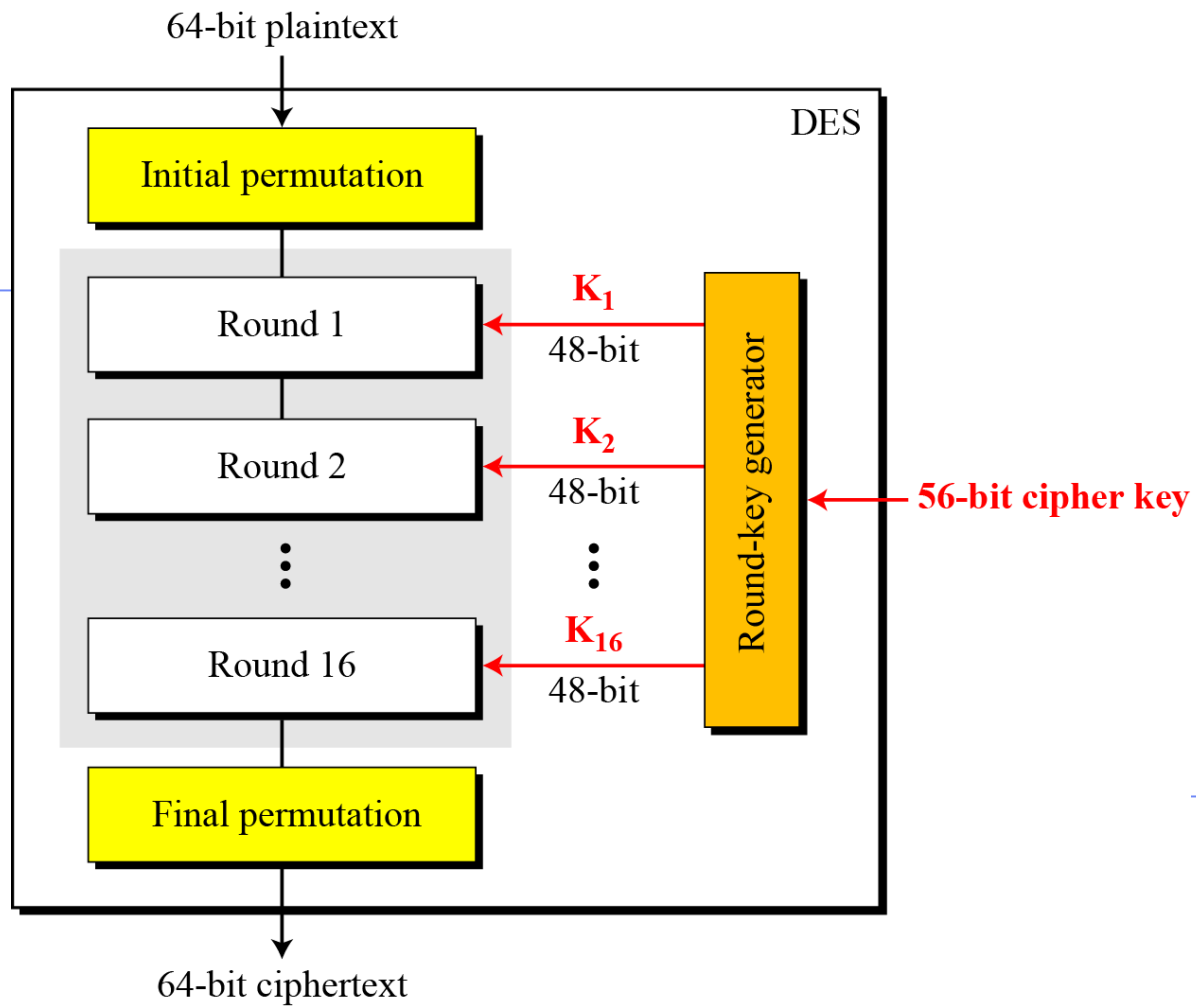 64-bit plaintext
DES
Initial permutation
Round 1
K1
48-bit
Round 2
K2
48-bit
Round-key generator
56-bit cipher key
Round 16
K16
48-bit
Final permutation
64-bit ciphertext